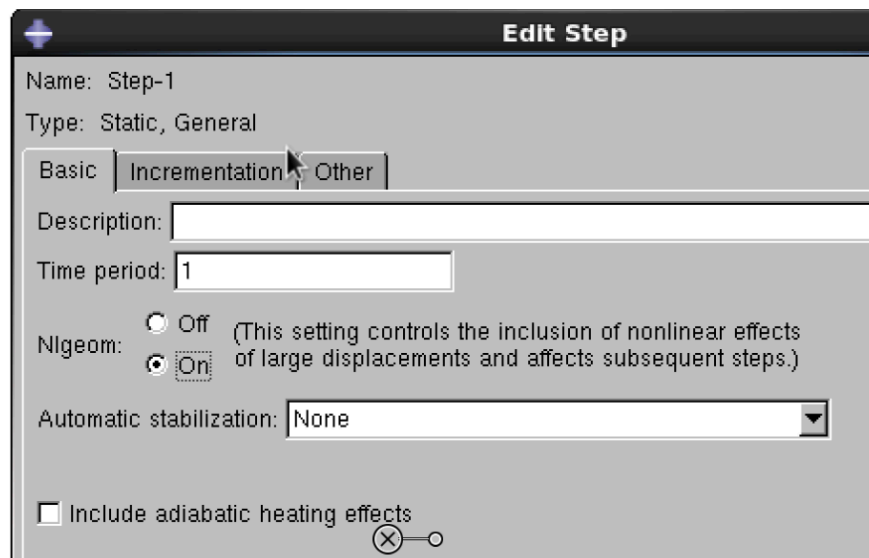 Edit Step
Name: Step-1
Type: Static, General
Basic Incrementation Other
Description:
Time period: 1
Nlgeom: Off (This setting controls the inclusion of nonlinear effects
On of large displacements and affects subsequent steps.)
Automatic stabilization: None
Include adiabatic heating effects